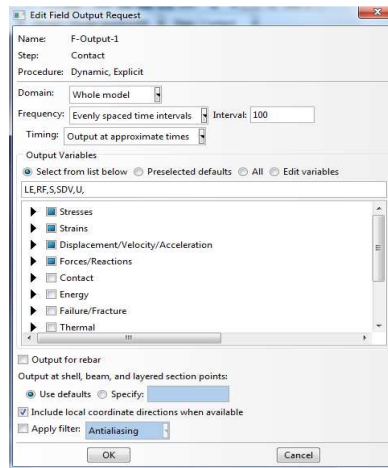 Edit Field Output Request
Name: F-Output-1
Step: Contact
Procedure: Dynamic, Explicit
Domain: Whole model
Frequency: Evenly spaced time intervals Interval: 100
Timing: Output at approximate times
Output Variables
Select from list below Preselected defaults All Edit variables
LE,RF,S,SDV,U,
Stresses
Strains
Displacement/Velocity/Acceleration
Forces/Reactions
Contact
Energy
Failure/Fracture
Thermal
Output for rebar
Output at shell, beam, and layered section points:
Use defaults Specify:
Include local coordinate directions when available
Apply filter: Antialiasing
OK Cancel